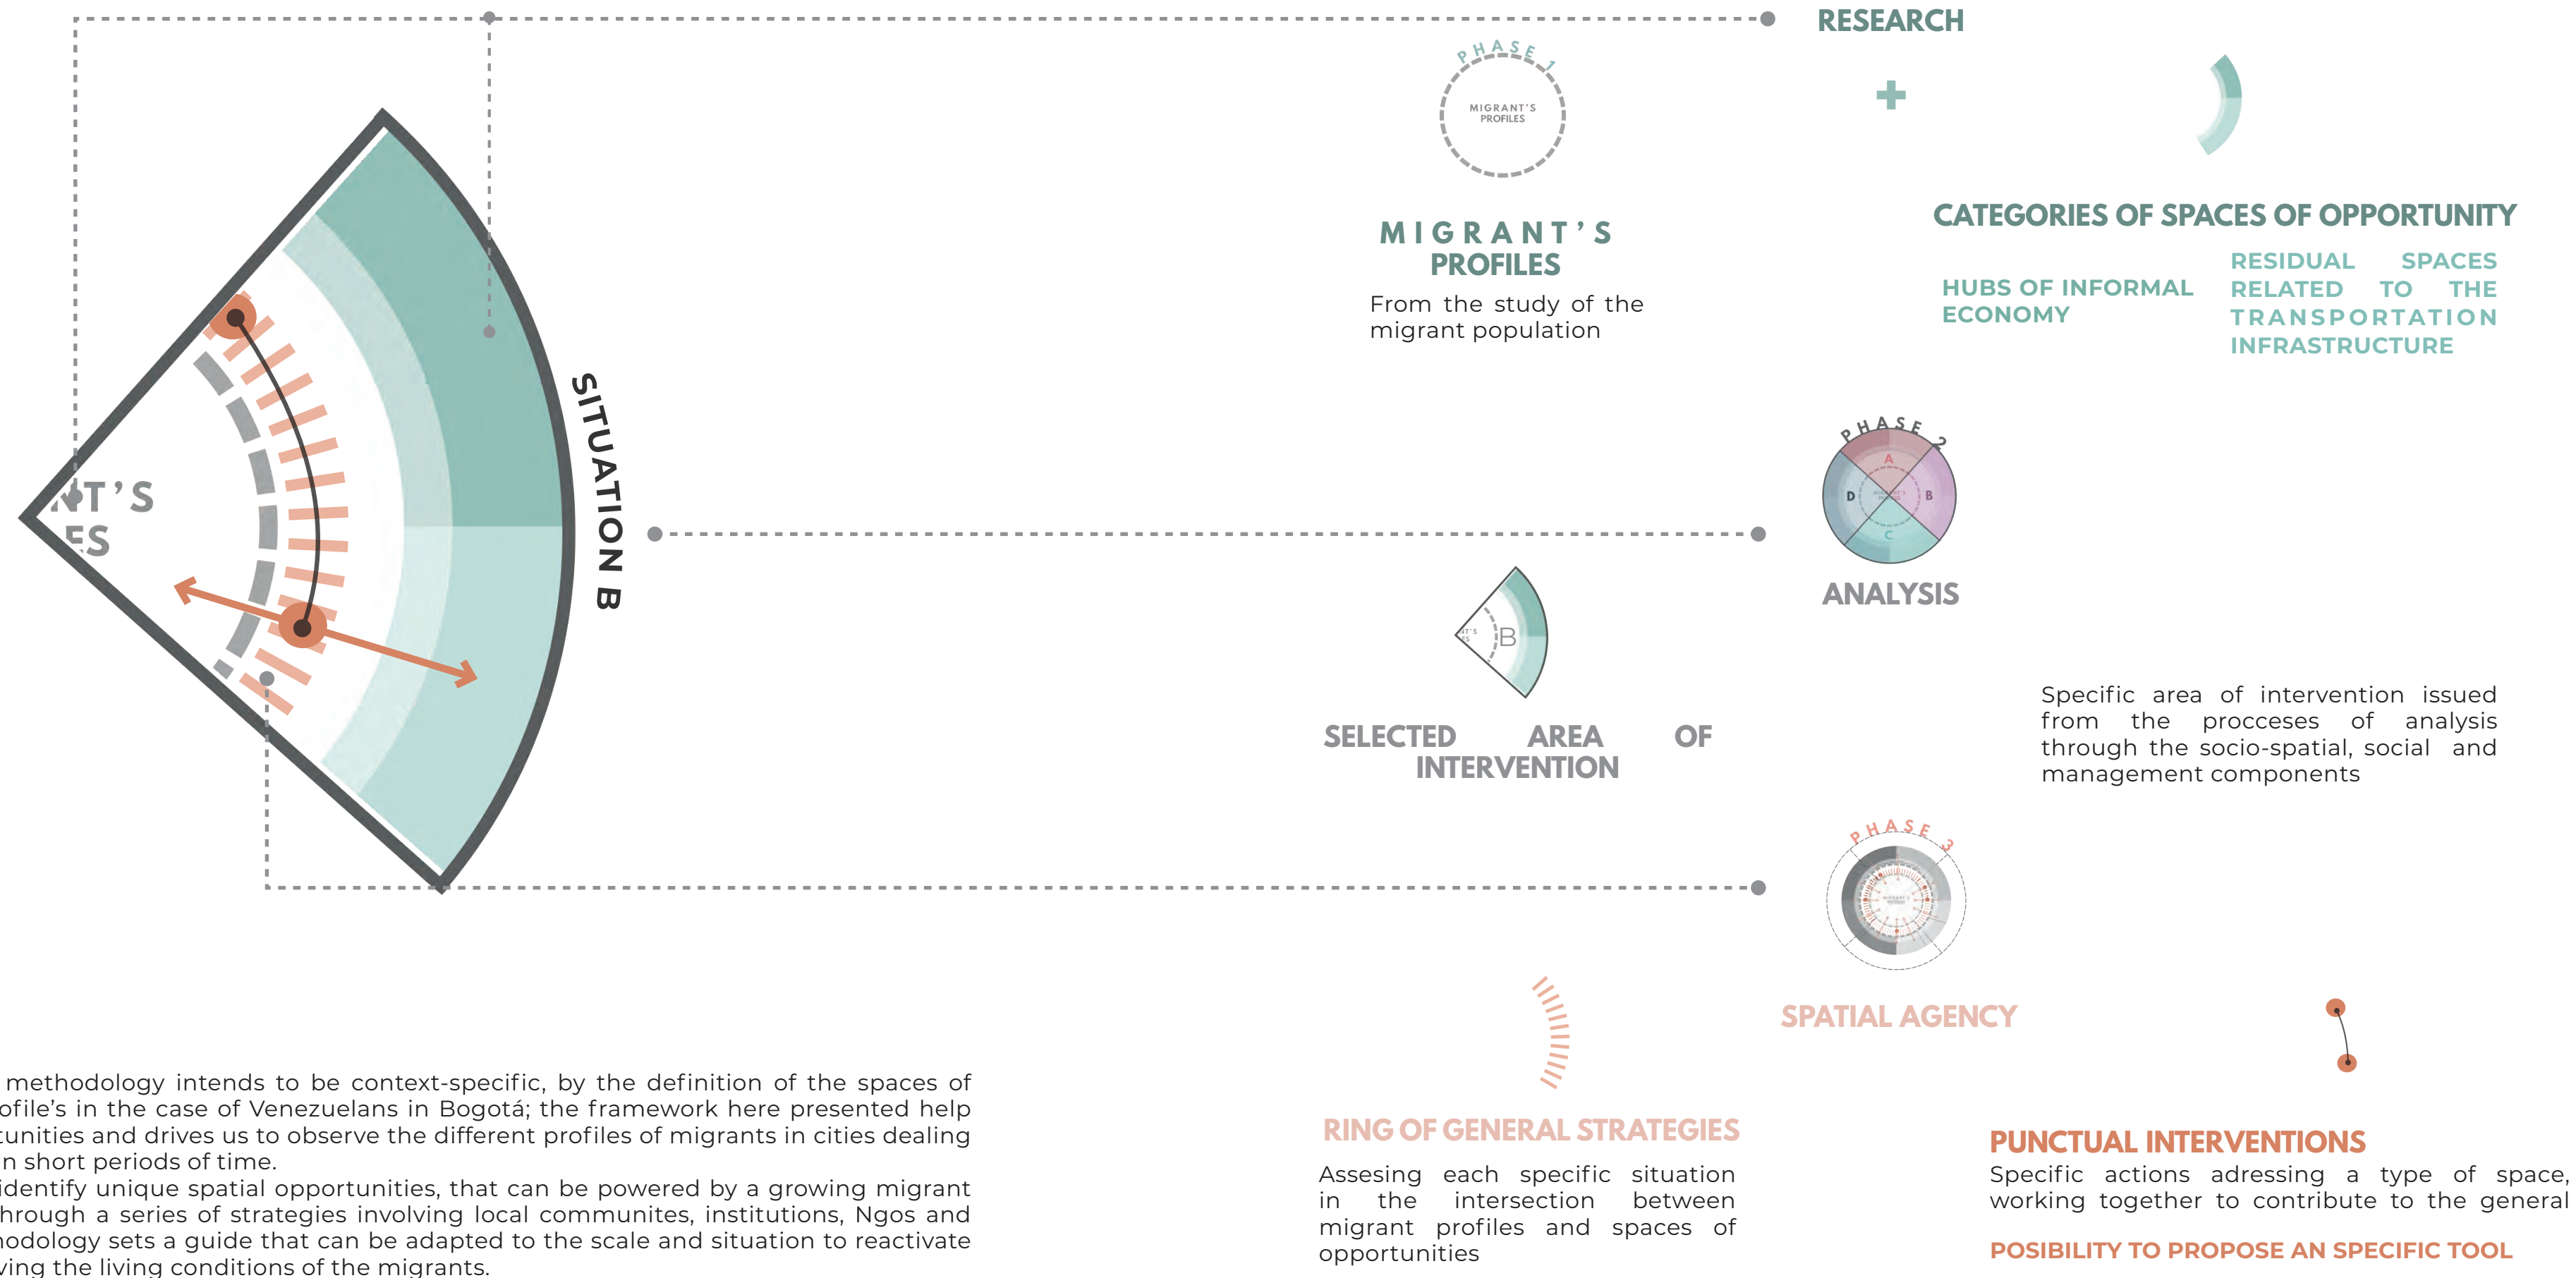 RESEARCH
PHASE 1
MIGRANT'S
PROFILES
MIGRANT'S
PROFILES
From the study of the
migrant population
CATEGORIES OF SPACES OF OPPORTUNITY
HUBS OF INFORMAL
ECONOMY
RESIDUAL SPACES
RELATED TO THE
TRANSPORTATION
INFRASTRUCTURE
NT'S
ES
SITUATION B
PHASE 2
A
B
C
D
ANALYSIS
NT'S
ES
B
SELECTED AREA OF
INTERVENTION
Specific area of intervention issued
from the procceses of analysis
through the socio-spatial, social and
management components
PHASE 3
SPATIAL AGENCY
RING OF GENERAL STRATEGIES
Assesing each specific situation
in the intersection between
migrant profiles and spaces of
opportunities
PUNCTUAL INTERVENTIONS
Specific actions adressing a type of space,
working together to contribute to the general
POSIBILITY TO PROPOSE AN SPECIFIC TOOL
methodology intends to be context-specific, by the definition of the spaces of
ofile's in the case of Venezuelans in Bogotá; the framework here presented help
tunities and drives us to observe the different profiles of migrants in cities dealing
n short periods of time.
identify unique spatial opportunities, that can be powered by a growing migrant
hrough a series of strategies involving local communites, institutions, Ngos and
odology sets a guide that can be adapted to the scale and situation to reactivate
ving the living conditions of the migrants.